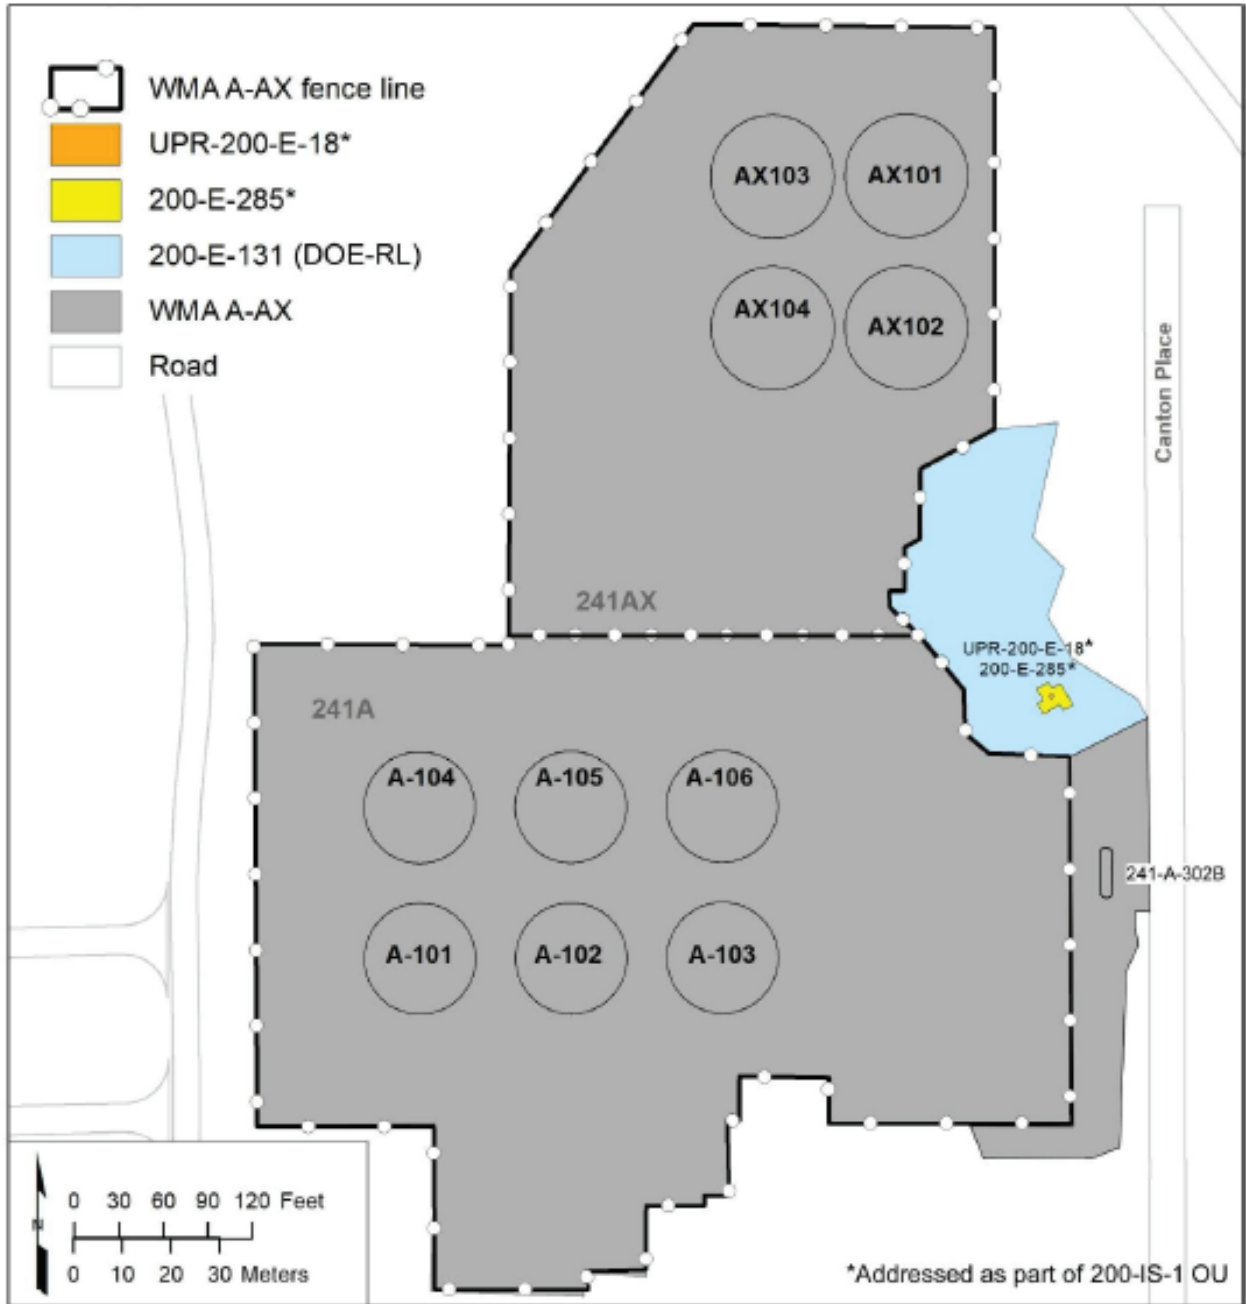 WMA A-AX fence line
UPR-200-E-18*
200-E-285*
200-E-131 (DOE-RL)
WMA A-AX
Road
AX103
AX101
AX104
AX102
Canton Place
241AX
UPR-200-E-18*
200-E-285*
241A
A-104
A-105
A-106
241-A-302B
A-101
A-102
A-103
N
0 30 60 90 120 Feet
0 10 20 30 Meters
*Addressed as part of 200-IS-1 OU